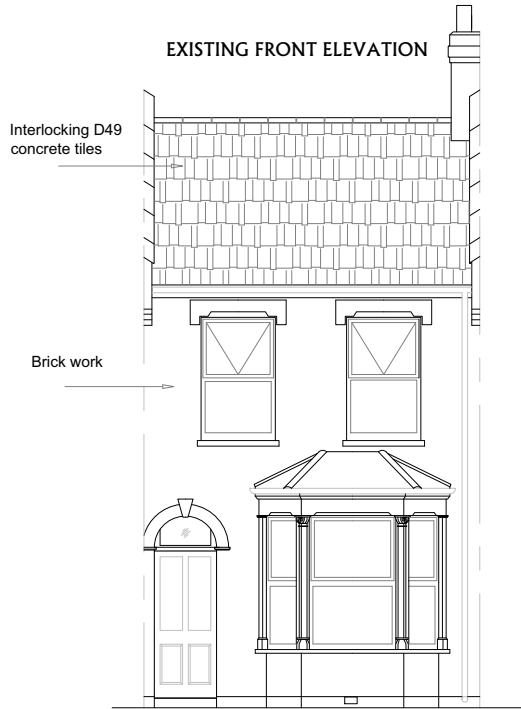 EXISTING FRONT ELEVATION
Interlocking D49
concrete tiles
Brick work